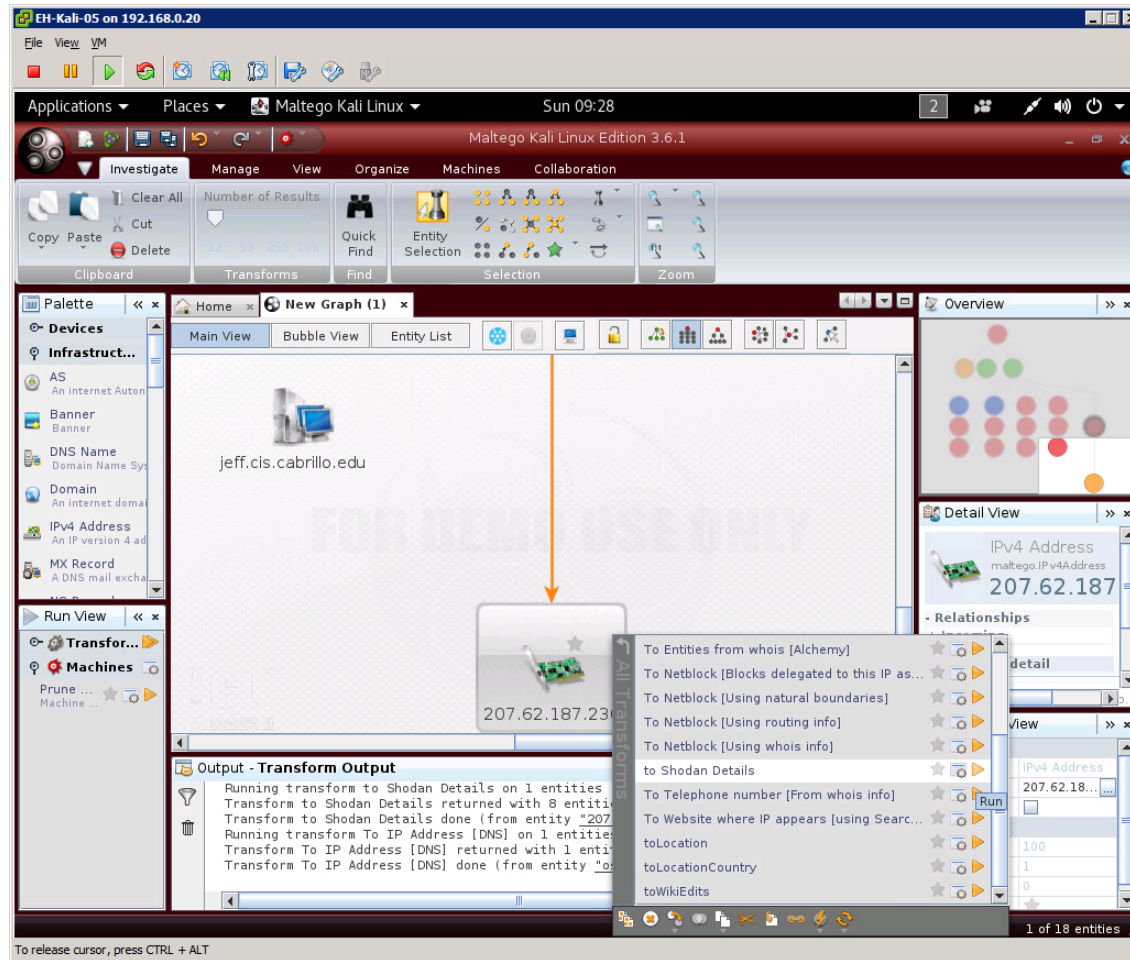 EH-Kali-05 on 192.168.0.20
File View VM
Applications Places Maltego Kali Linux Sun 09:28 2
Maltego Kali Linux Edition 3.6.1
Investigate Manage View Organize Machines Collaboration
Copy Paste Clear All Cut Delete
Number of Results
12 50 255 10k
Quick Find
Entity Selection
Clipboard Transforms Find Selection Zoom
Palette
Devices
Infrastruct...
AS
An internet Auton
Banner
Banner
DNS Name
Domain Name Sys
Domain
An internet domai
IPv4 Address
An IP version 4 ad
MX Record
A DNS mail excha
Run View
Transfor...
Machines
Prune ...
Machine ...
Home New Graph (1)
Main View Bubble View Entity List
jeff.cis.cabrillo.edu
FOR DEMO USE ONLY
207.62.187.23
Output - Transform Output
Running transform to Shodan Details on 1 entities
Transform to Shodan Details returned with 8 entiti
Transform to Shodan Details done (from entity "207
Running transform To IP Address [DNS] on 1 entities
Transform To IP Address [DNS] returned with 1 enti
Transform To IP Address [DNS] done (from entity "o
All Transforms
To Entities from whois [Alchemy]
To Netblock [Blocks delegated to this IP as...
To Netblock [Using natural boundaries]
To Netblock [Using routing info]
To Netblock [Using whois info]
to Shodan Details
To Telephone number [From whois info]
To Website where IP appears [using Searc...
toLocation
toLocationCountry
toWikiEdits
Run
Overview
Detail View
IPv4 Address
maltego.IPv4Address
207.62.187
- Relationships
detail
View
IPv4 Address
207.62.18...
100
1
0
1 of 18 entities
To release cursor, press CTRL + ALT